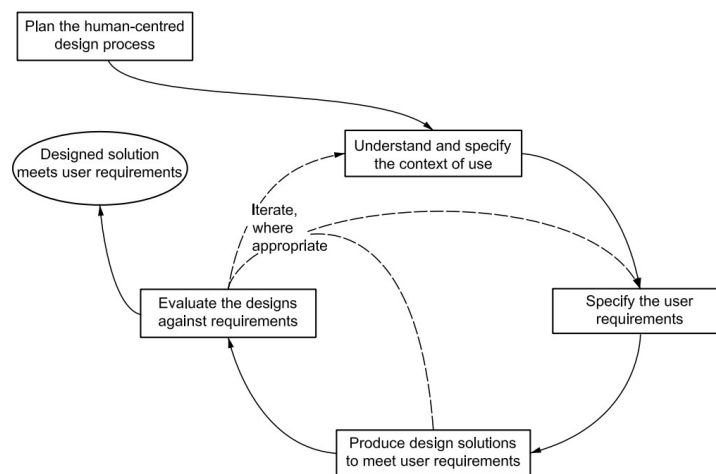 Plan the human-centred
design process
Understand and specify
the context of use
Designed solution
meets user requirements
Iterate,
where
appropriate
Evaluate the designs
against requirements
Specify the user
requirements
Produce design solutions
to meet user requirements